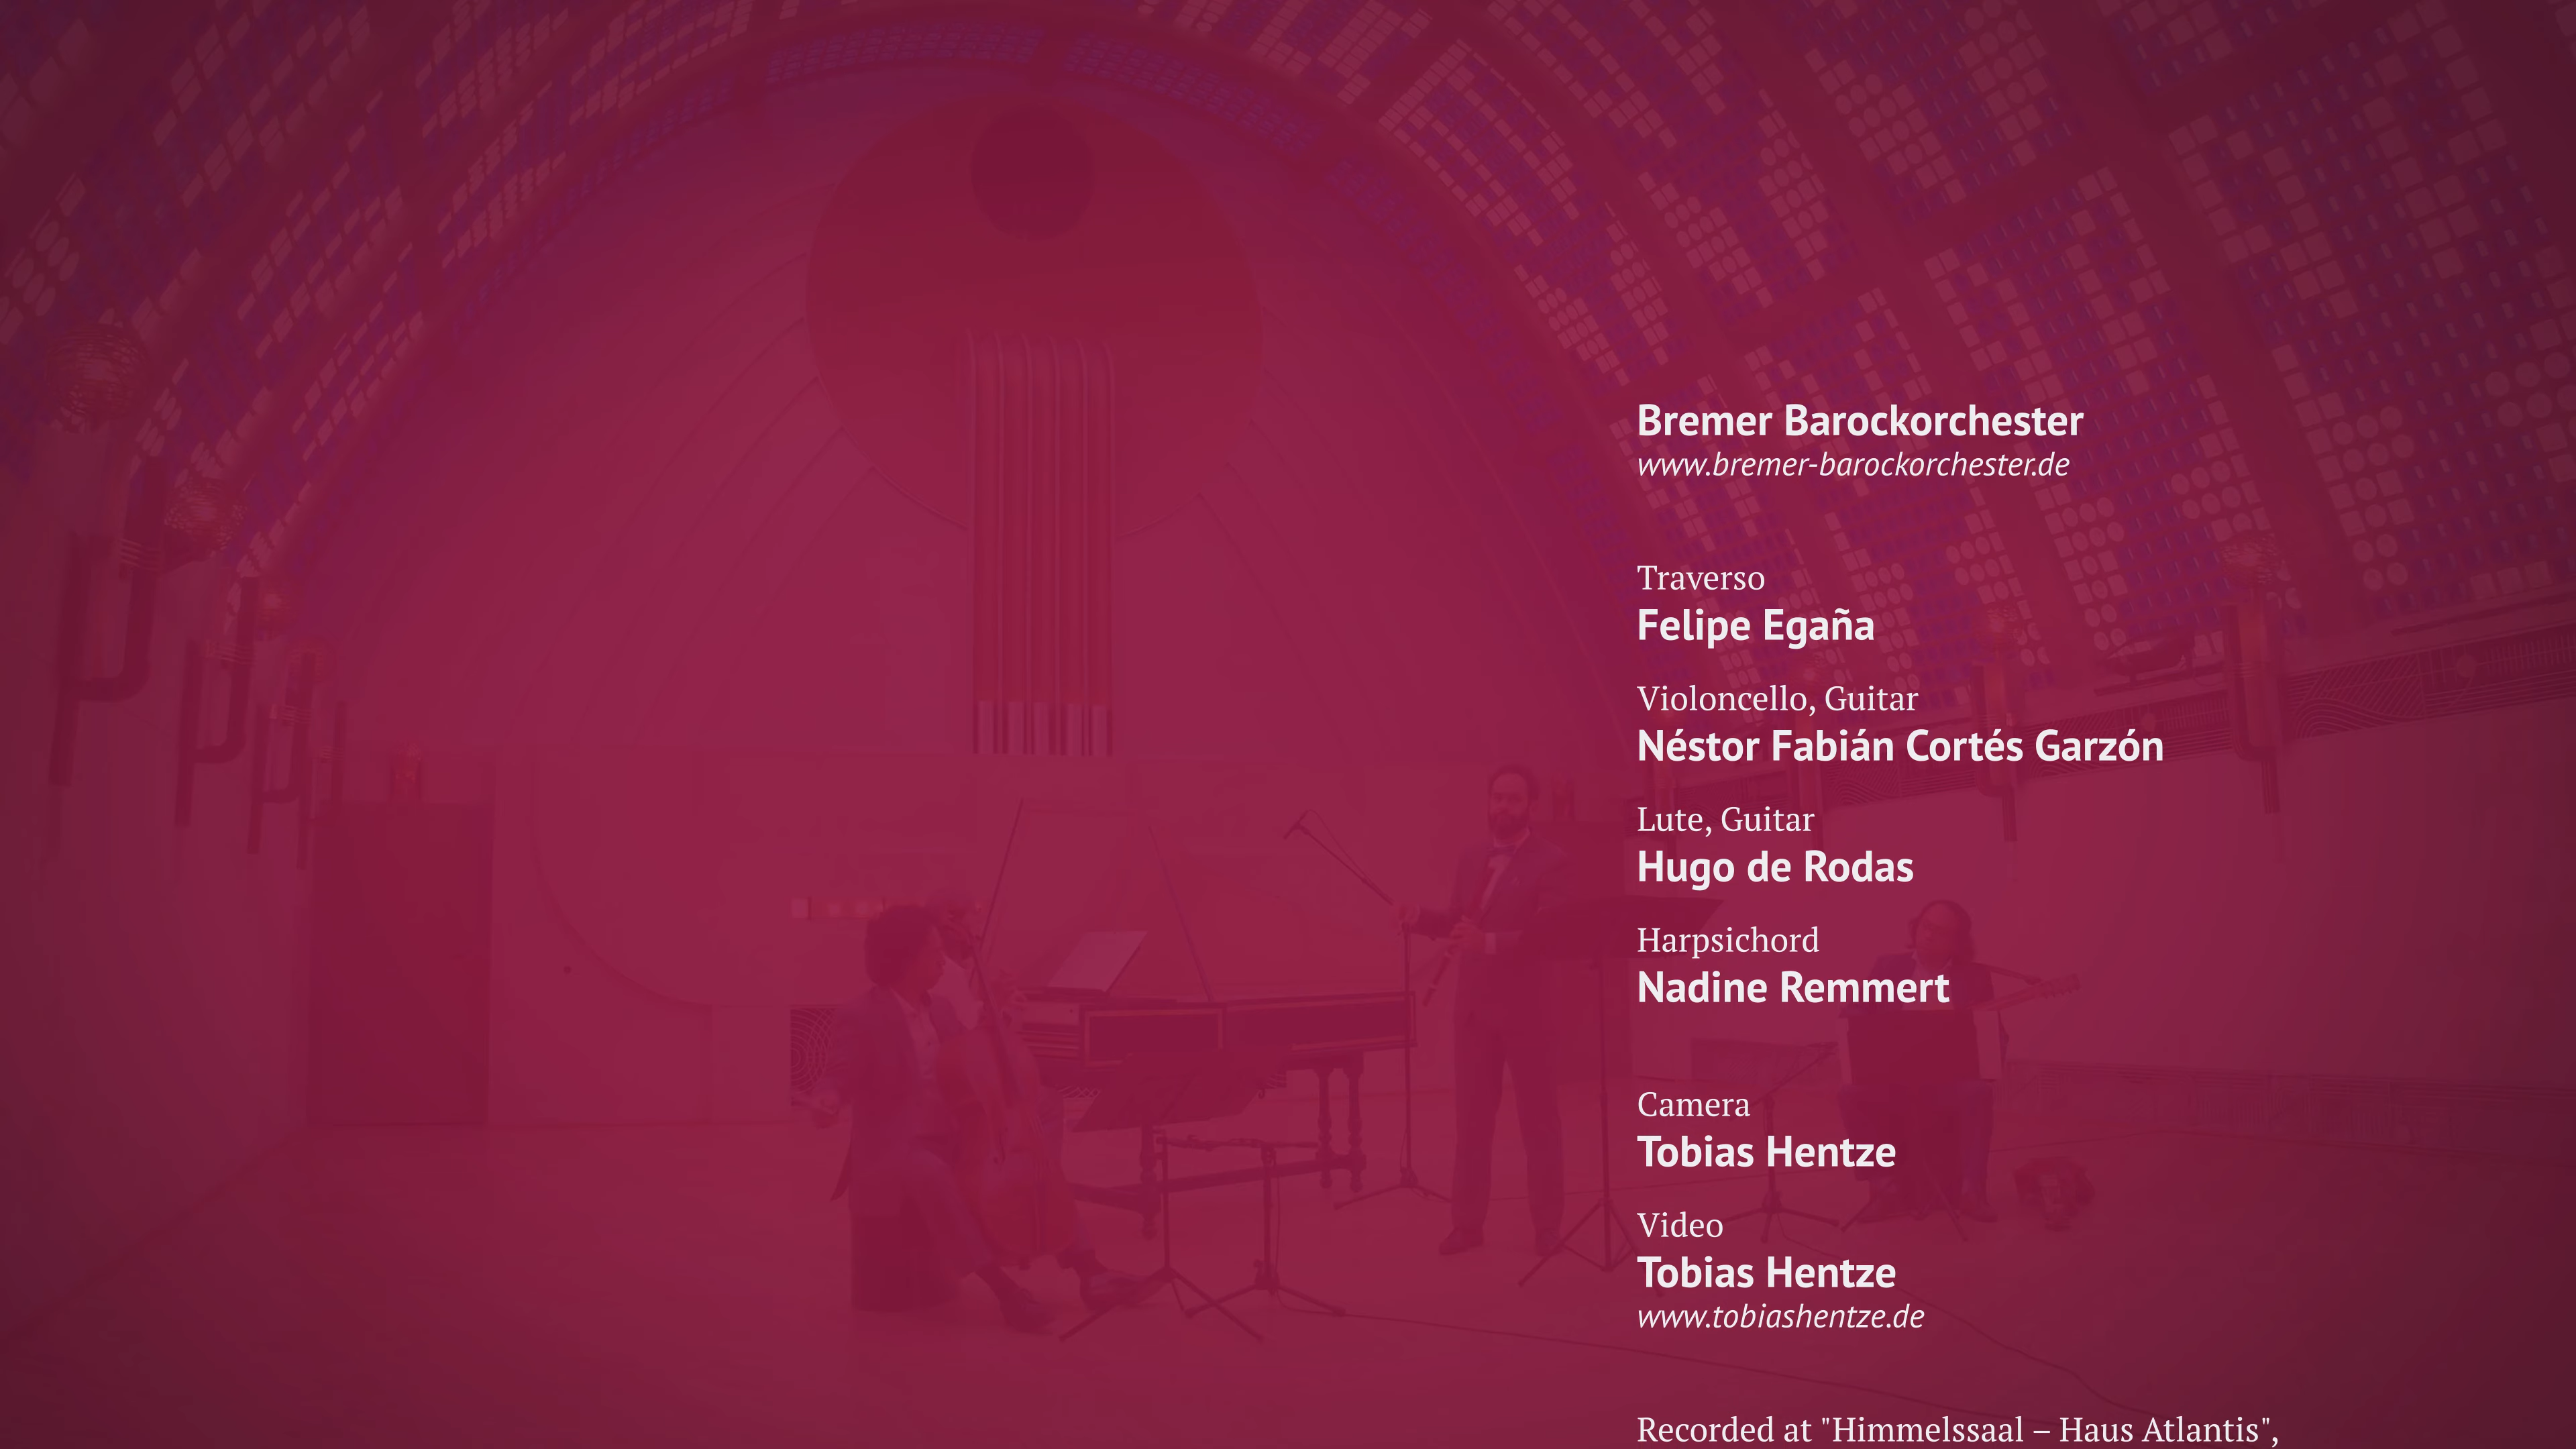 Bremer Barockorchester
www.bremer-barockorchester.de
Traverso
Felipe Egaña
Violoncello, Guitar
Néstor Fabián Cortés Garzón
Lute, Guitar
Hugo de Rodas
Harpsichord
Nadine Remmert
Camera
Tobias Hentze
Video
Tobias Hentze
www.tobiashentze.de
Recorded at "Himmelssaal – Haus Atlantis",